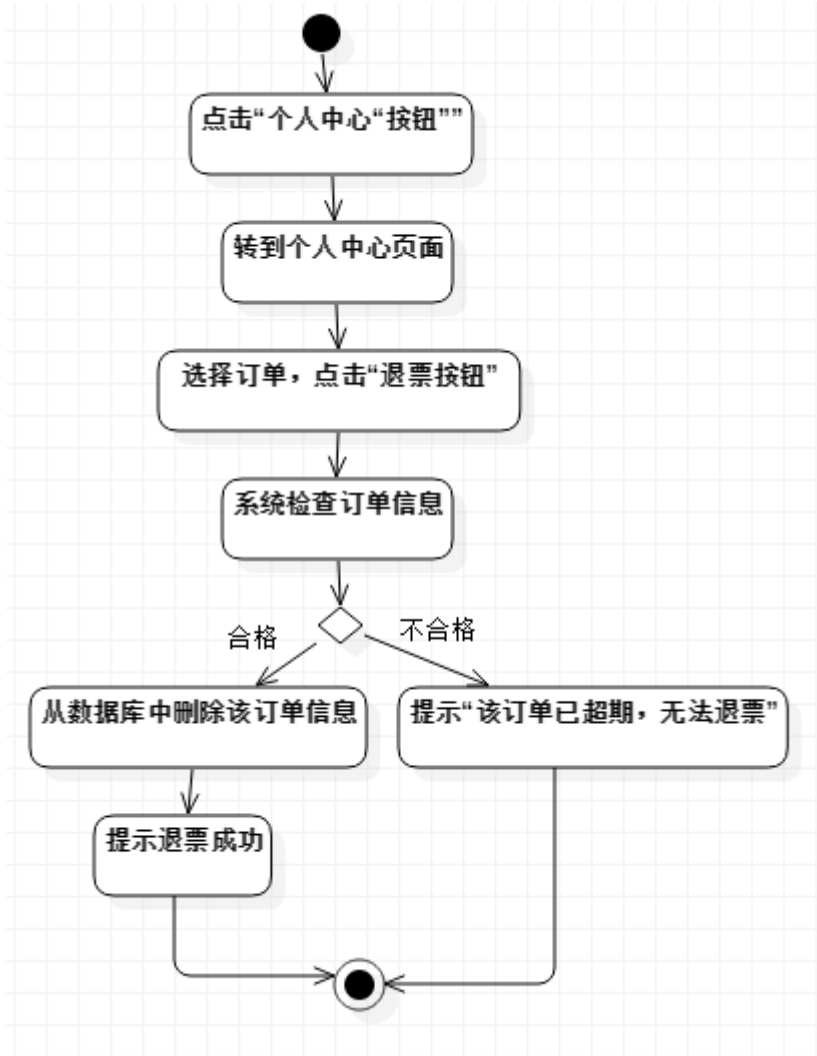 点击“个人中心“按钮””
转到个人中心页面
选择订单，点击“退票按钮”
系统检查订单信息
合格
不合格
从数据库中删除该订单信息
提示“该订单已超期，无法退票”
提示退票成功